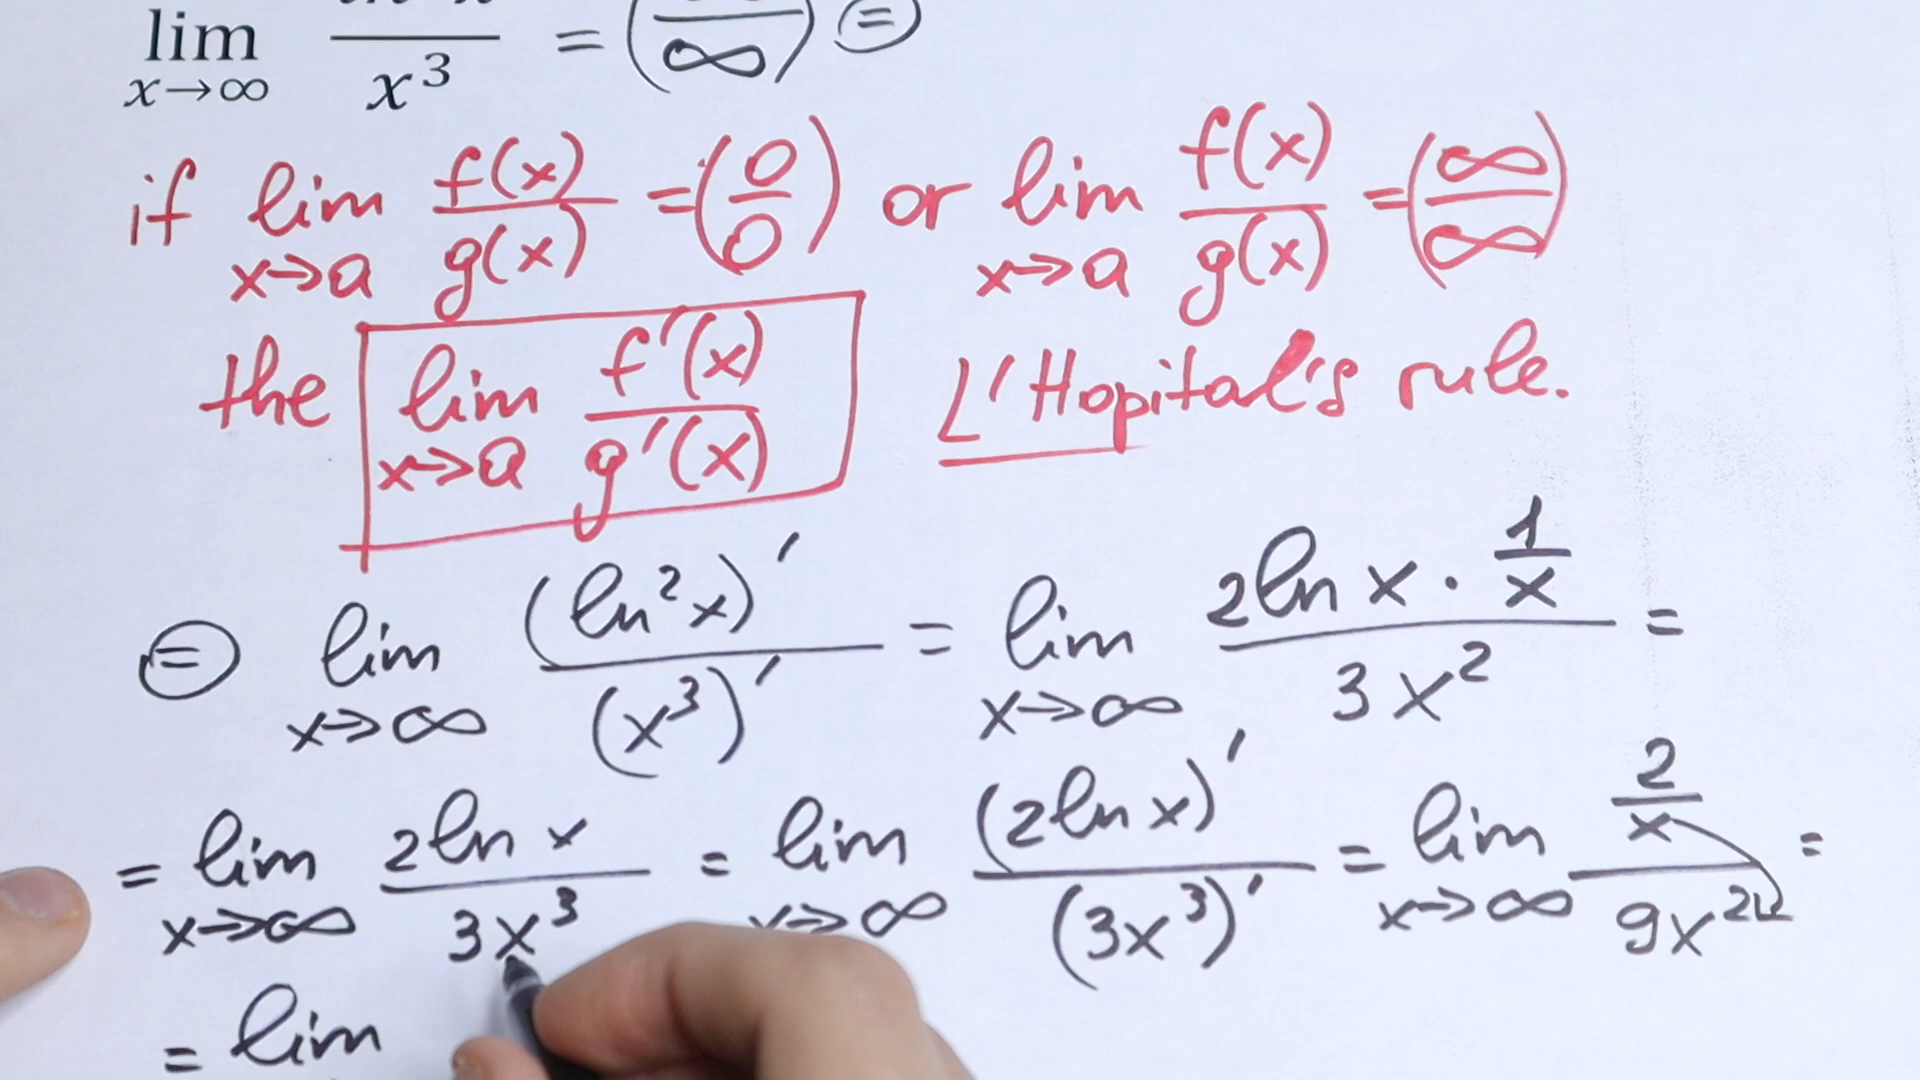 lim x→∞ / x³ = ( / ∞) =
if lim x→a f(x)/g(x) = (0/0) or lim x→a f(x)/g(x) = (∞/∞)
the lim x→a f'(x)/g'(x) L'Hopital's rule.
= lim x→∞ (ln²x)'/(x³)' = lim x→∞ 2ln x · 1/x / 3x² =
= lim x→∞ 2ln x / 3x³ = lim x→∞ (2ln x)'/(3x³)' = lim x→∞ 2/x / 9x² =
= lim